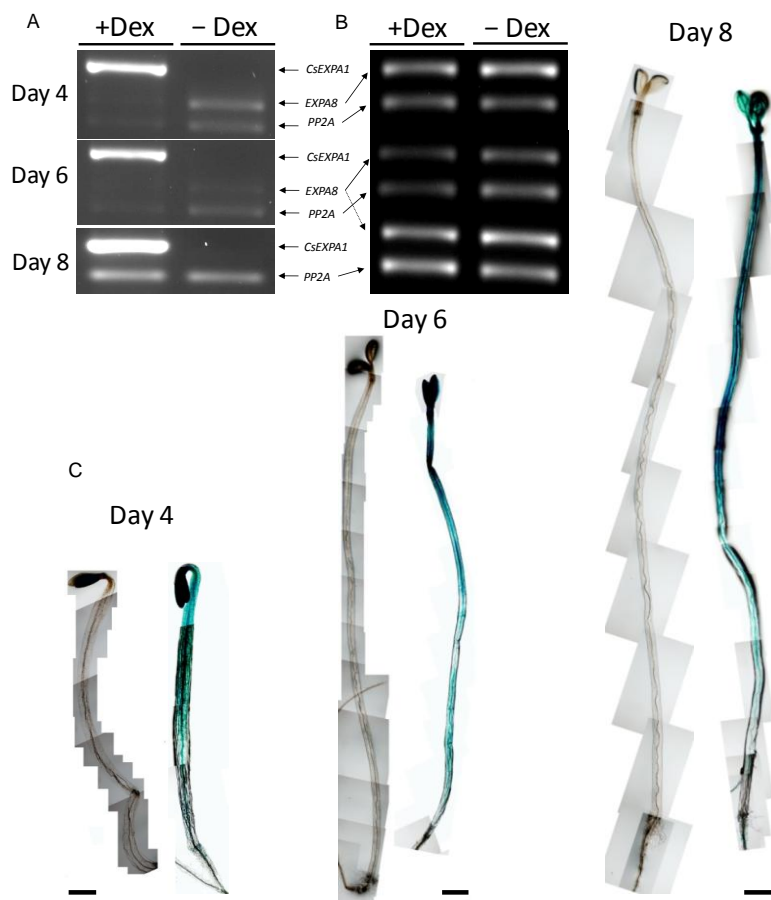 A
+Dex
– Dex
B
+Dex
– Dex
Day 8
Day 4
CsEXPA1
EXPA8
PP2A
Day 6
CsEXPA1
EXPA8
PP2A
Day 8
CsEXPA1
PP2A
Day 6
C
Day 4